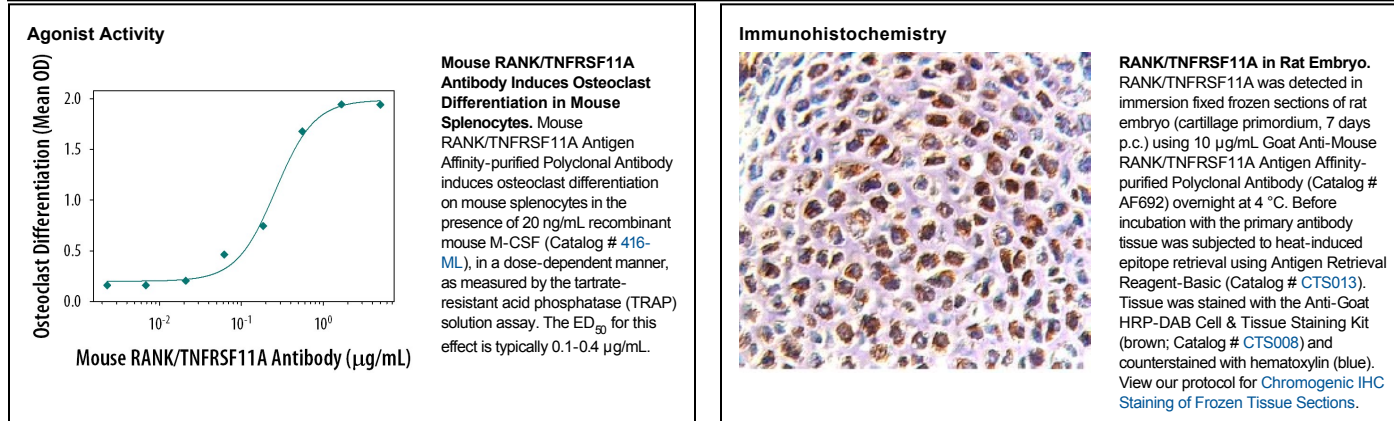 Agonist Activity
Osteoclast Differentiation (Mean OD)
2.0
1.5
1.0
0.5
0.0
10⁻²
10⁻¹
10⁰
Mouse RANK/TNFRSF11A Antibody (μg/mL)
Mouse RANK/TNFRSF11A
Antibody Induces Osteoclast
Differentiation in Mouse
Splenocytes. Mouse
RANK/TNFRSF11A Antigen
Affinity-purified Polyclonal Antibody
induces osteoclast differentiation
on mouse splenocytes in the
presence of 20 ng/mL recombinant
mouse M-CSF (Catalog # 416-
ML), in a dose-dependent manner,
as measured by the tartrate-
resistant acid phosphatase (TRAP)
solution assay. The ED₅₀ for this
effect is typically 0.1-0.4 μg/mL.
Immunohistochemistry
RANK/TNFRSF11A in Rat Embryo.
RANK/TNFRSF11A was detected in
immersion fixed frozen sections of rat
embryo (cartilage primordium, 7 days
p.c.) using 10 μg/mL Goat Anti-Mouse
RANK/TNFRSF11A Antigen Affinity-
purified Polyclonal Antibody (Catalog #
AF692) overnight at 4 °C. Before
incubation with the primary antibody
tissue was subjected to heat-induced
epitope retrieval using Antigen Retrieval
Reagent-Basic (Catalog # CTS013).
Tissue was stained with the Anti-Goat
HRP-DAB Cell & Tissue Staining Kit
(brown; Catalog # CTS008) and
counterstained with hematoxylin (blue).
View our protocol for Chromogenic IHC
Staining of Frozen Tissue Sections.